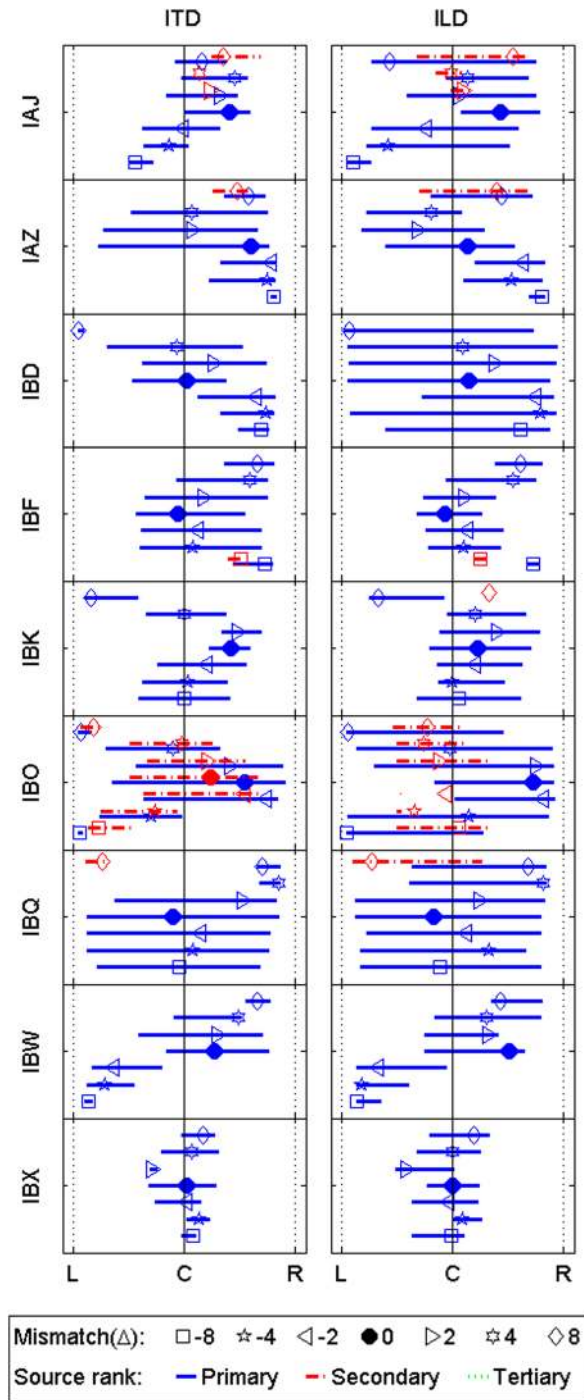 ITD ILD
IAJ
IAZ
IBD
IBF
IBK
IBO
IBQ
IBW
IBX
L C R L C R
Mismatch(Δ): -8 -4 -2 0 2 4 8
Source rank: Primary Secondary Tertiary